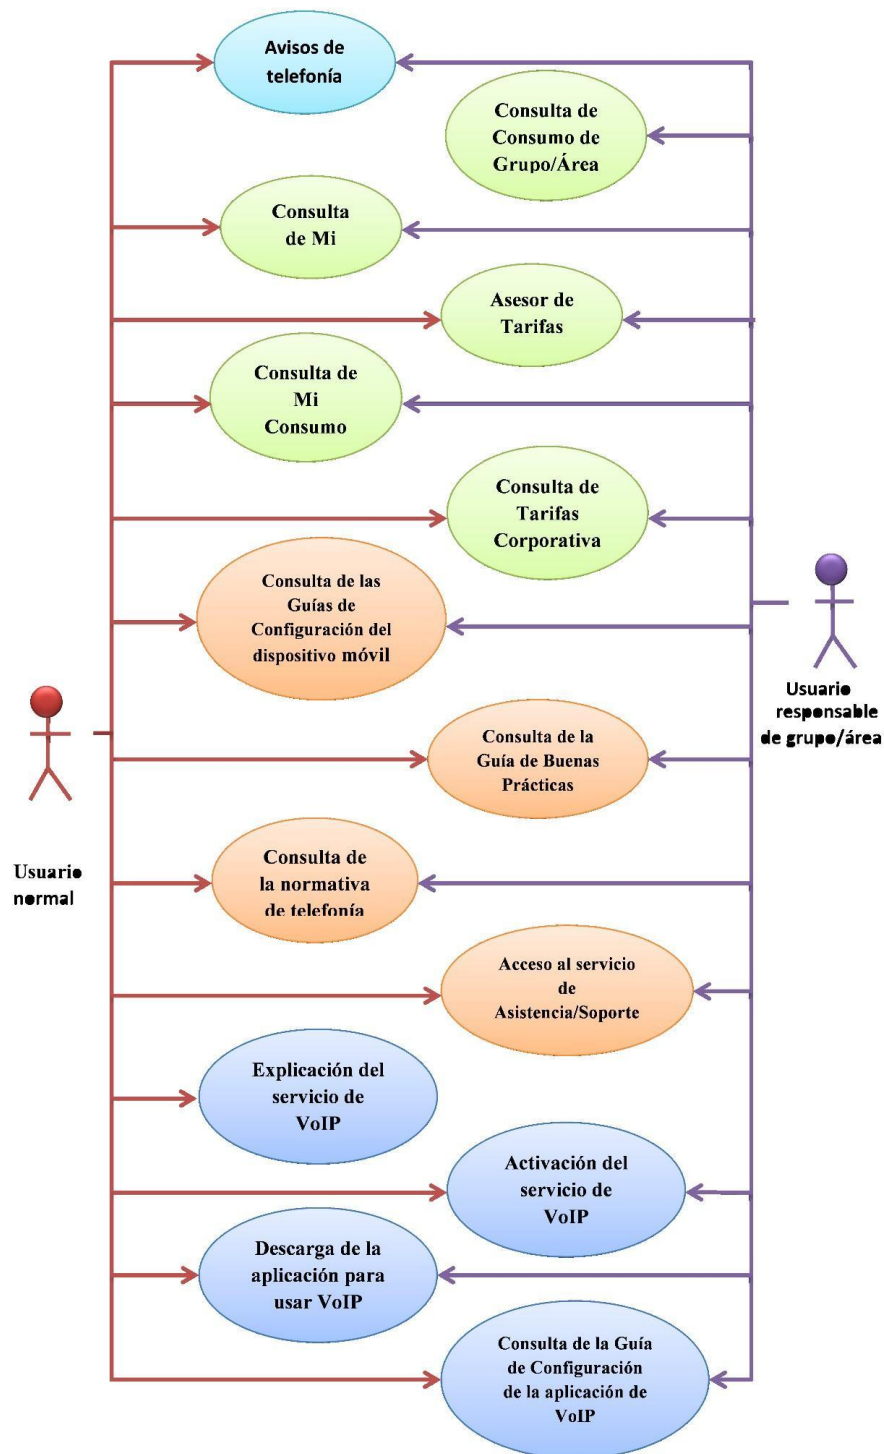 Avisos de
telefonía
Consulta de
Consumo de
Grupo/Área
Consulta
de Mi
Asesor de
Tarifas
Consulta de
Mi
Consumo
Consulta de
Tarifas
Corporativa
Consulta de las
Guías de
Configuración del
dispositivo móvil
Usuario
responsable
de grupo/área
Consulta de la
Guía de Buenas
Prácticas
Usuario
normal
Consulta de
la normativa
de telefonía
Acceso al servicio
de
Asistencia/Soporte
Explicación del
servicio de
VoIP
Activación del
servicio de
VoIP
Descarga de la
aplicación para
usar VoIP
Consulta de la Guía
de Configuración
de la aplicación de
VoIP